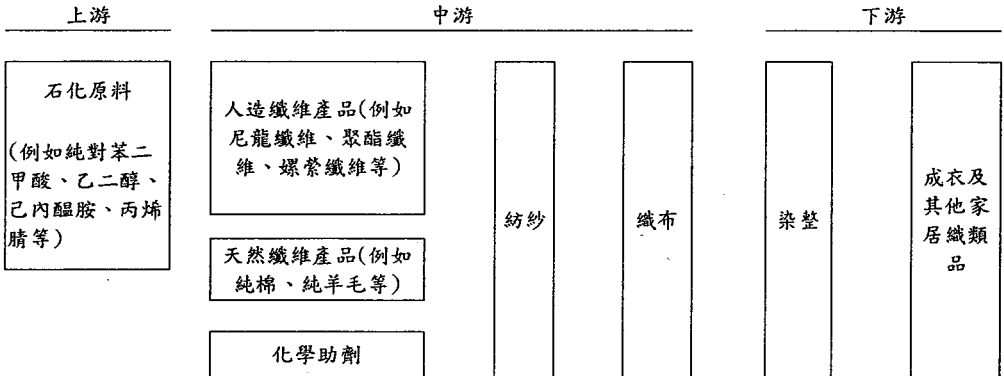 上游
中游
下游
石化原料
(例如純對苯二
甲酸、乙二醇、
己內醯胺、丙烯
腈等)
人造纖維產品(例如
尼龍纖維、聚酯纖
維、嫘縈纖維等)
天然纖維產品(例如
純棉、純羊毛等)
化學助劑
紡紗
織布
染整
成衣及
其他家
居織類
品